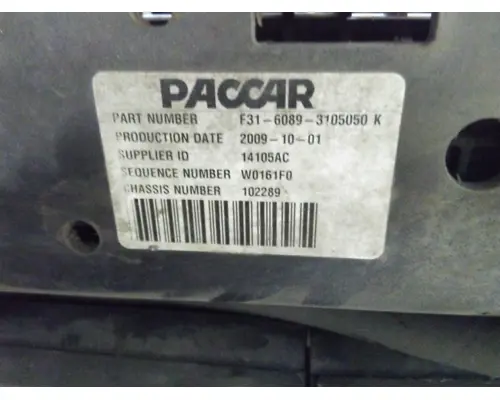 PACCAR
PART NUMBER F31-6089-3105050 K
PRODUCTION DATE 2009-10-01
SUPPLIER ID 14105AC
SEQUENCE NUMBER W0161F0
CHASSIS NUMBER 102289